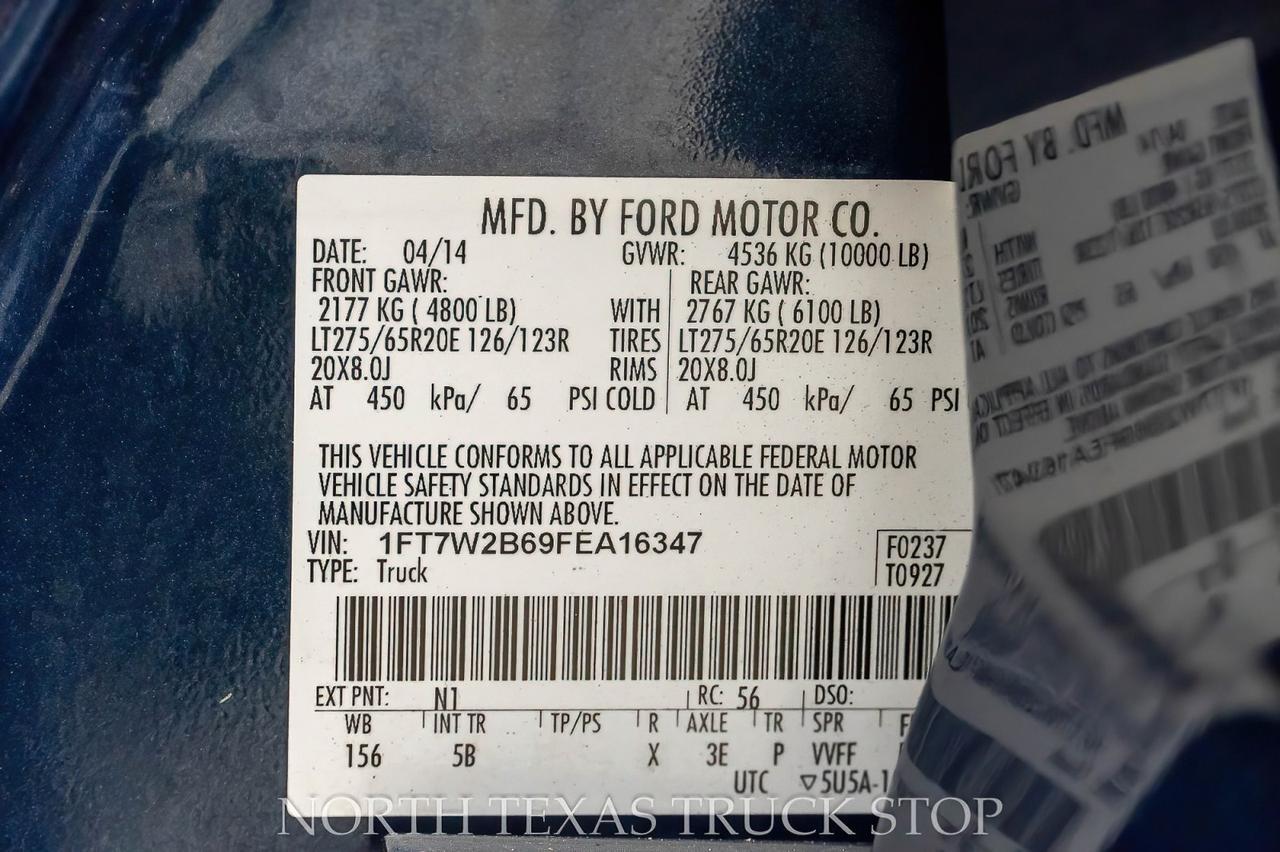 MFD. BY FORD MOTOR CO.
DATE: 04/14 GVWR: 4536 KG (10000 LB)
FRONT GAWR: REAR GAWR:
2177 KG ( 4800 LB) WITH 2767 KG ( 6100 LB)
LT275/65R20E 126/123R TIRES LT275/65R20E 126/123R
20X8.0J RIMS 20X8.0J
AT 450 kPa/ 65 PSI COLD AT 450 kPa/ 65 PSI
THIS VEHICLE CONFORMS TO ALL APPLICABLE FEDERAL MOTOR
VEHICLE SAFETY STANDARDS IN EFFECT ON THE DATE OF
MANUFACTURE SHOWN ABOVE.
VIN: 1FT7W2B69FEA16347
F0237
TYPE: Truck
T0927
EXT PNT: N1 RC: 56 DSO:
WB INT TR TP/PS R AXLE TR SPR
156 5B X 3E P VVFF
UTC ▽5U5A-1
NORTH TEXAS TRUCK STOP